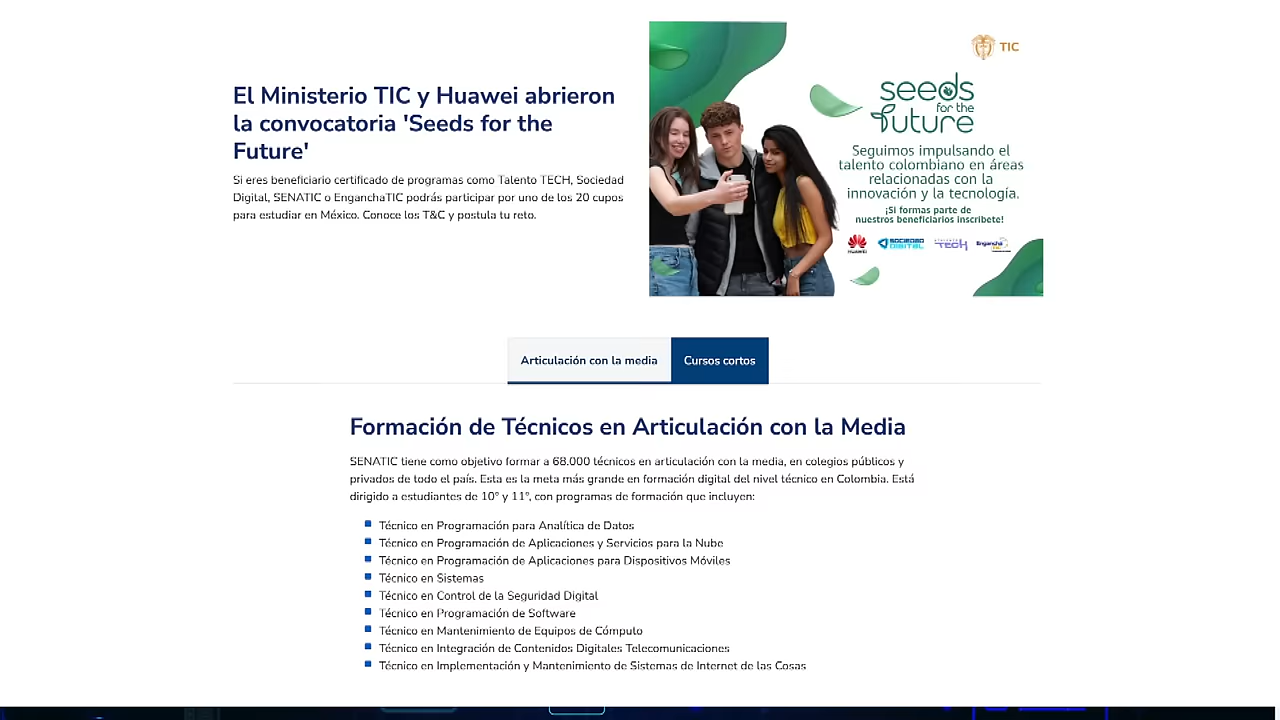 El Ministerio TIC y Huawei abrieron
la convocatoria 'Seeds for the
Future'
Si eres beneficiario certificado de programas como Talento TECH, Sociedad
Digital, SENATIC o EnganchaTIC podrás participar por uno de los 20 cupos
para estudiar en México. Conoce los T&C y postula tu reto.
TIC
seeds
for the
future
Seguimos impulsando el
talento colombiano en áreas
relacionadas con la
innovación y la tecnología.
¡Si formas parte de
nuestros beneficiarios inscríbete!
HUAWEI
SOCIEDAD
DIGITAL
TECH
Engancha
Articulación con la media
Cursos cortos
Formación de Técnicos en Articulación con la Media
SENATIC tiene como objetivo formar a 68.000 técnicos en articulación con la media, en colegios públicos y
privados de todo el país. Esta es la meta más grande en formación digital del nivel técnico en Colombia. Está
dirigido a estudiantes de 10° y 11°, con programas de formación que incluyen:
Técnico en Programación para Analítica de Datos
Técnico en Programación de Aplicaciones y Servicios para la Nube
Técnico en Programación de Aplicaciones para Dispositivos Móviles
Técnico en Sistemas
Técnico en Control de la Seguridad Digital
Técnico en Programación de Software
Técnico en Mantenimiento de Equipos de Cómputo
Técnico en Integración de Contenidos Digitales Telecomunicaciones
Técnico en Implementación y Mantenimiento de Sistemas de Internet de las Cosas